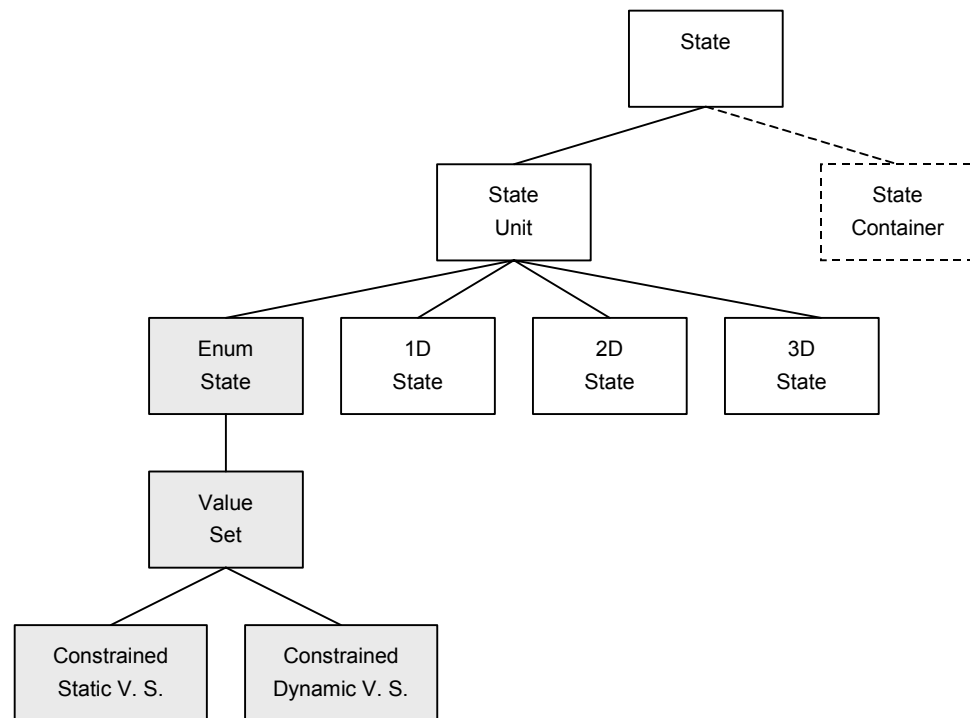 State
State
Unit
State
Container
Enum
State
1D
State
2D
State
3D
State
Value
Set
Constrained
Static V. S.
Constrained
Dynamic V. S.